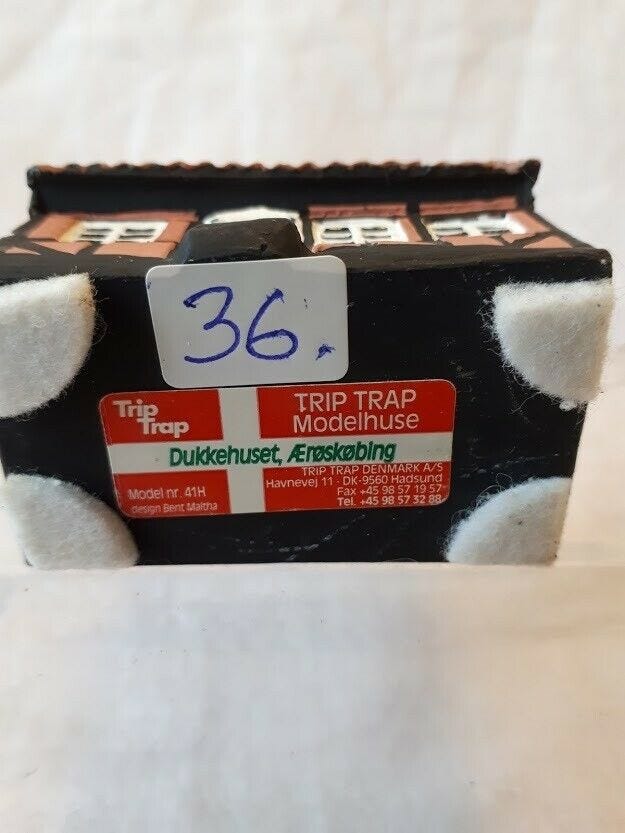 36.
Trip
Trap
TRIP TRAP
Modelhuse
Dukkehuset, Ærøskøbing
Model nr. 41H
design Bent Maltha
TRIP TRAP DENMARK A/S
Havnevej 11 · DK-9560 Hadsund
Fax +45 98 57 19 57
Tel. +45 98 57 32 88